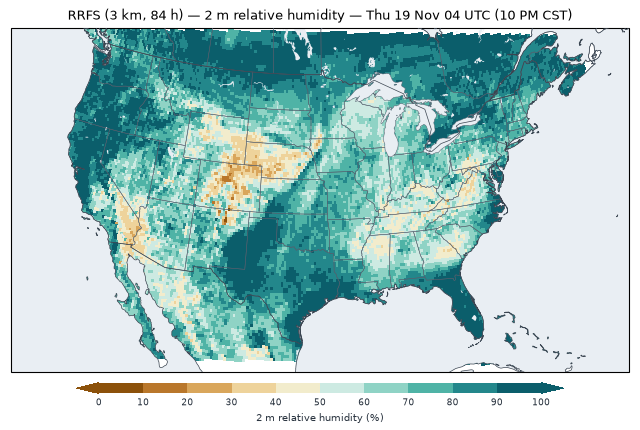 RRFS (3 km, 84 h) — 2 m relative humidity — Thu 19 Nov 04 UTC (10 PM CST)
0 10 20 30 40 50 60 70 80 90 100
2 m relative humidity (%)